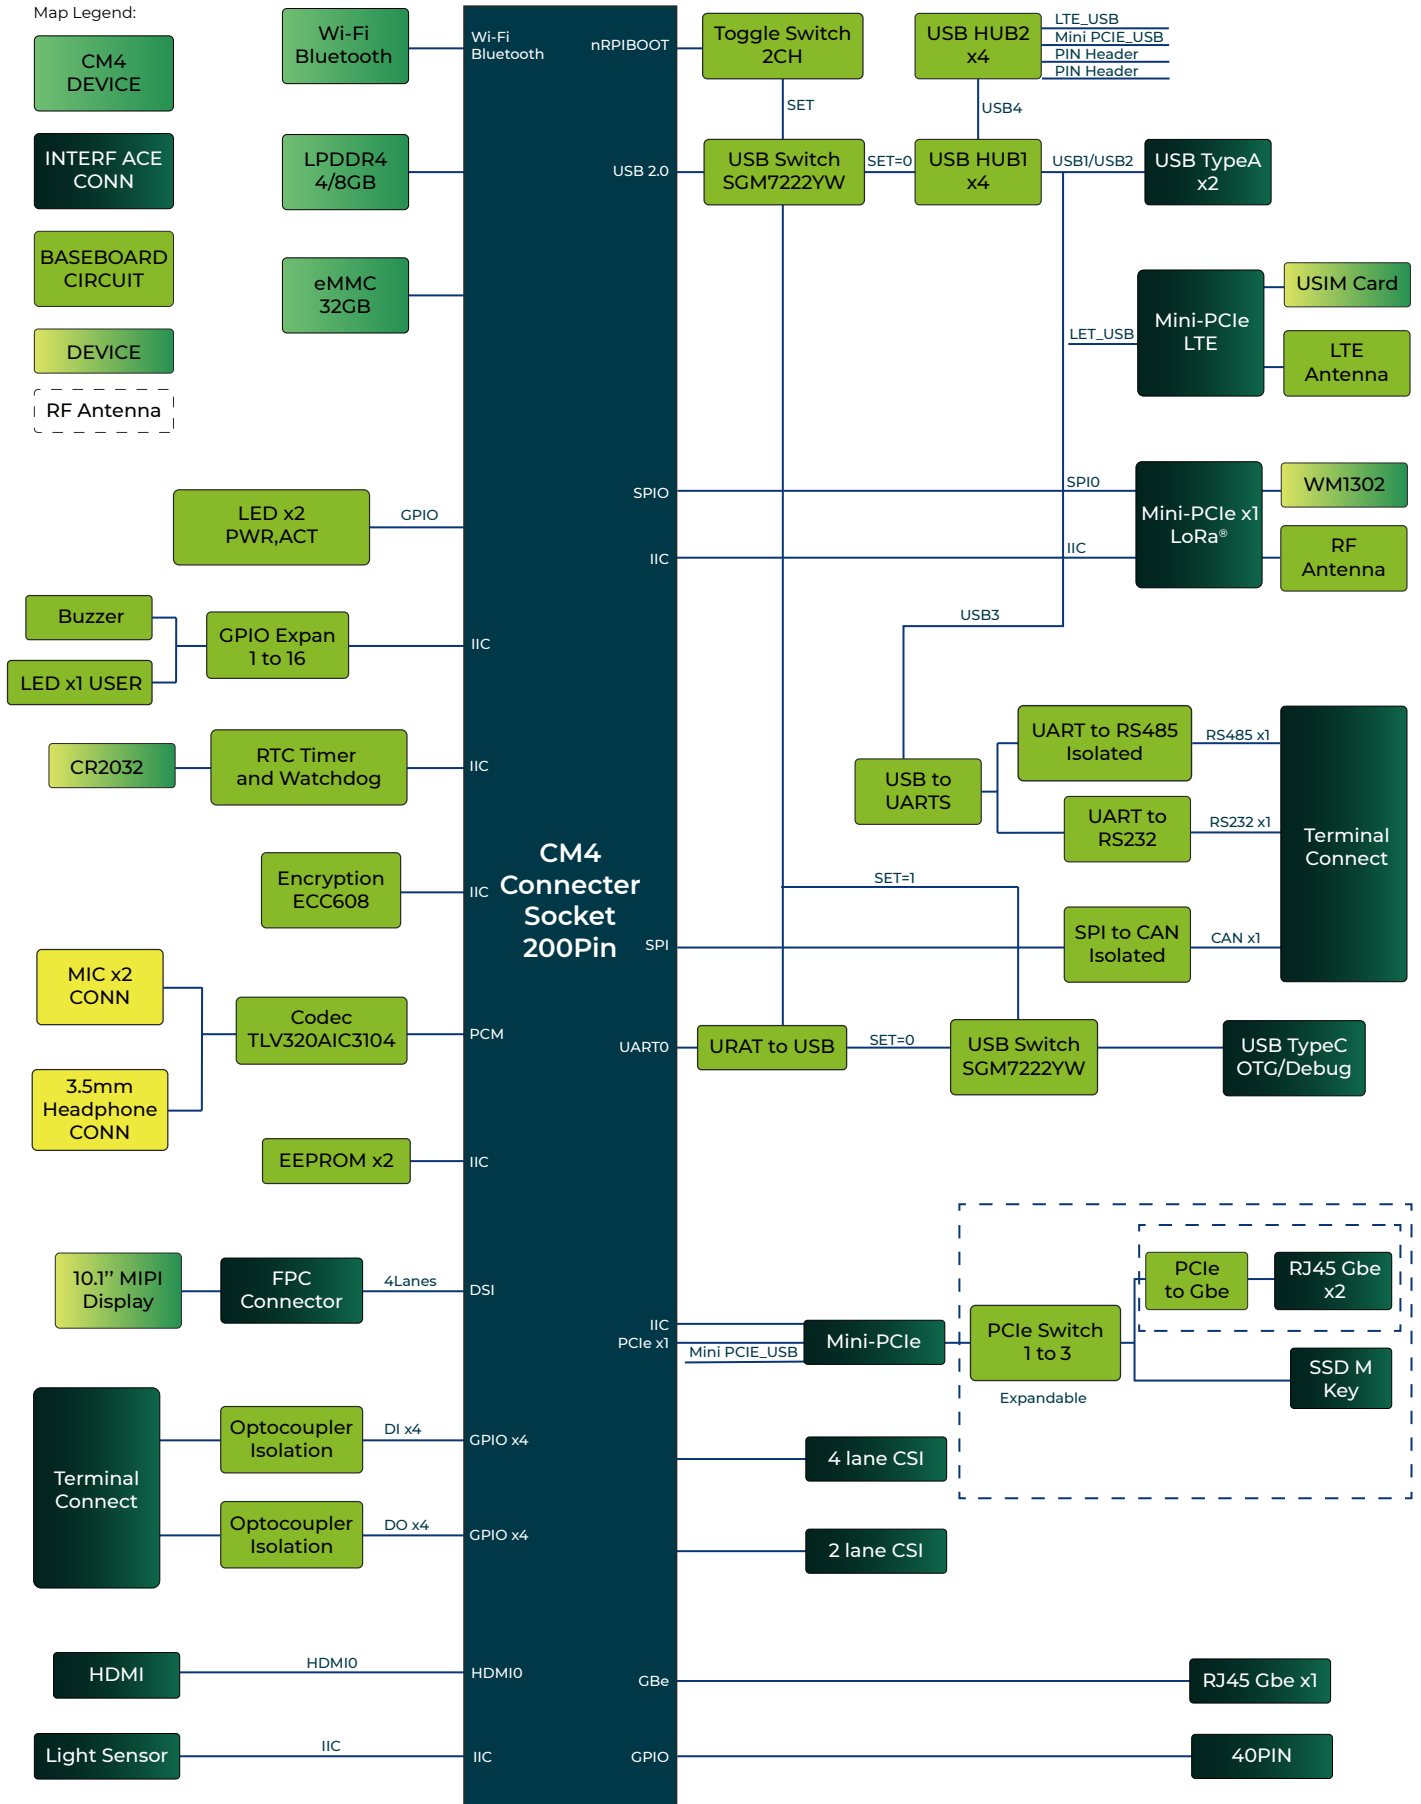 Map Legend:
CM4
DEVICE
INTERF ACE
CONN
BASEBOARD
CIRCUIT
DEVICE
RF Antenna
Wi-Fi
Bluetooth
LPDDR4
4/8GB
eMMC
32GB
Wi-Fi
Bluetooth
nRPIBOOT
USB 2.0
Toggle Switch
2CH
SET
USB Switch
SGM7222YW
SET=0
USB HUB2
x4
LTE_USB
Mini PCIE_USB
PIN Header
PIN Header
USB4
USB HUB1
x4
USB1/USB2
USB TypeA
x2
LET_USB
Mini-PCIe
LTE
USIM Card
LTE
Antenna
SPIO
SPI0
IIC
IIC
Mini-PCIe x1
LoRa®
WM1302
RF
Antenna
USB3
LED x2
PWR,ACT
GPIO
Buzzer
LED x1 USER
GPIO Expan
1 to 16
IIC
CR2032
RTC Timer
and Watchdog
IIC
Encryption
ECC608
IIC
CM4
Connecter
Socket
200Pin
USB to
UARTS
UART to RS485
Isolated
RS485 x1
UART to
RS232
RS232 x1
Terminal
Connect
SET=1
SPI
SPI to CAN
Isolated
CAN x1
MIC x2
CONN
3.5mm
Headphone
CONN
Codec
TLV320AIC3104
PCM
UART0
URAT to USB
SET=0
USB Switch
SGM7222YW
USB TypeC
OTG/Debug
EEPROM x2
IIC
10.1’’ MIPI
Display
FPC
Connector
4Lanes
DSI
IIC
PCIe x1
Mini PCIE_USB
Mini-PCIe
PCIe Switch
1 to 3
Expandable
PCIe
to Gbe
RJ45 Gbe
x2
SSD M
Key
Terminal
Connect
Optocoupler
Isolation
DI x4
GPIO x4
Optocoupler
Isolation
DO x4
GPIO x4
4 lane CSI
2 lane CSI
HDMI
HDMI0
HDMI0
GBe
RJ45 Gbe x1
Light Sensor
IIC
IIC
GPIO
40PIN